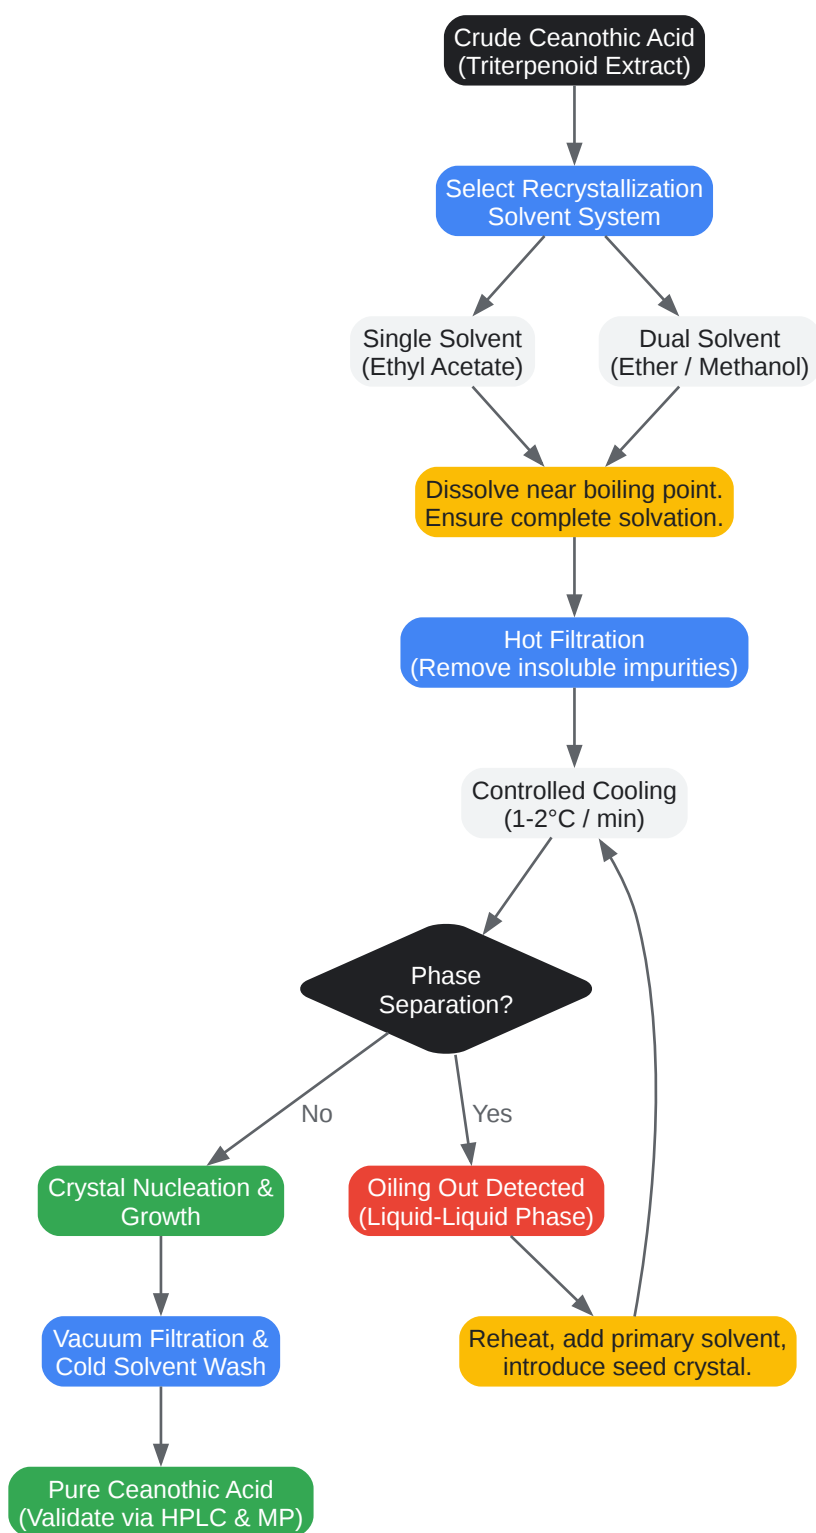 Crude Ceanothic Acid
(Triterpenoid Extract)
Select Recrystallization
Solvent System
Single Solvent
(Ethyl Acetate)
Dual Solvent
(Ether / Methanol)
Dissolve near boiling point.
Ensure complete solvation.
Hot Filtration
(Remove insoluble impurities)
Controlled Cooling
(1-2°C / min)
Phase
Separation?
No
Yes
Crystal Nucleation &
Growth
Oiling Out Detected
(Liquid-Liquid Phase)
Vacuum Filtration &
Cold Solvent Wash
Reheat, add primary solvent,
introduce seed crystal.
Pure Ceanothic Acid
(Validate via HPLC & MP)